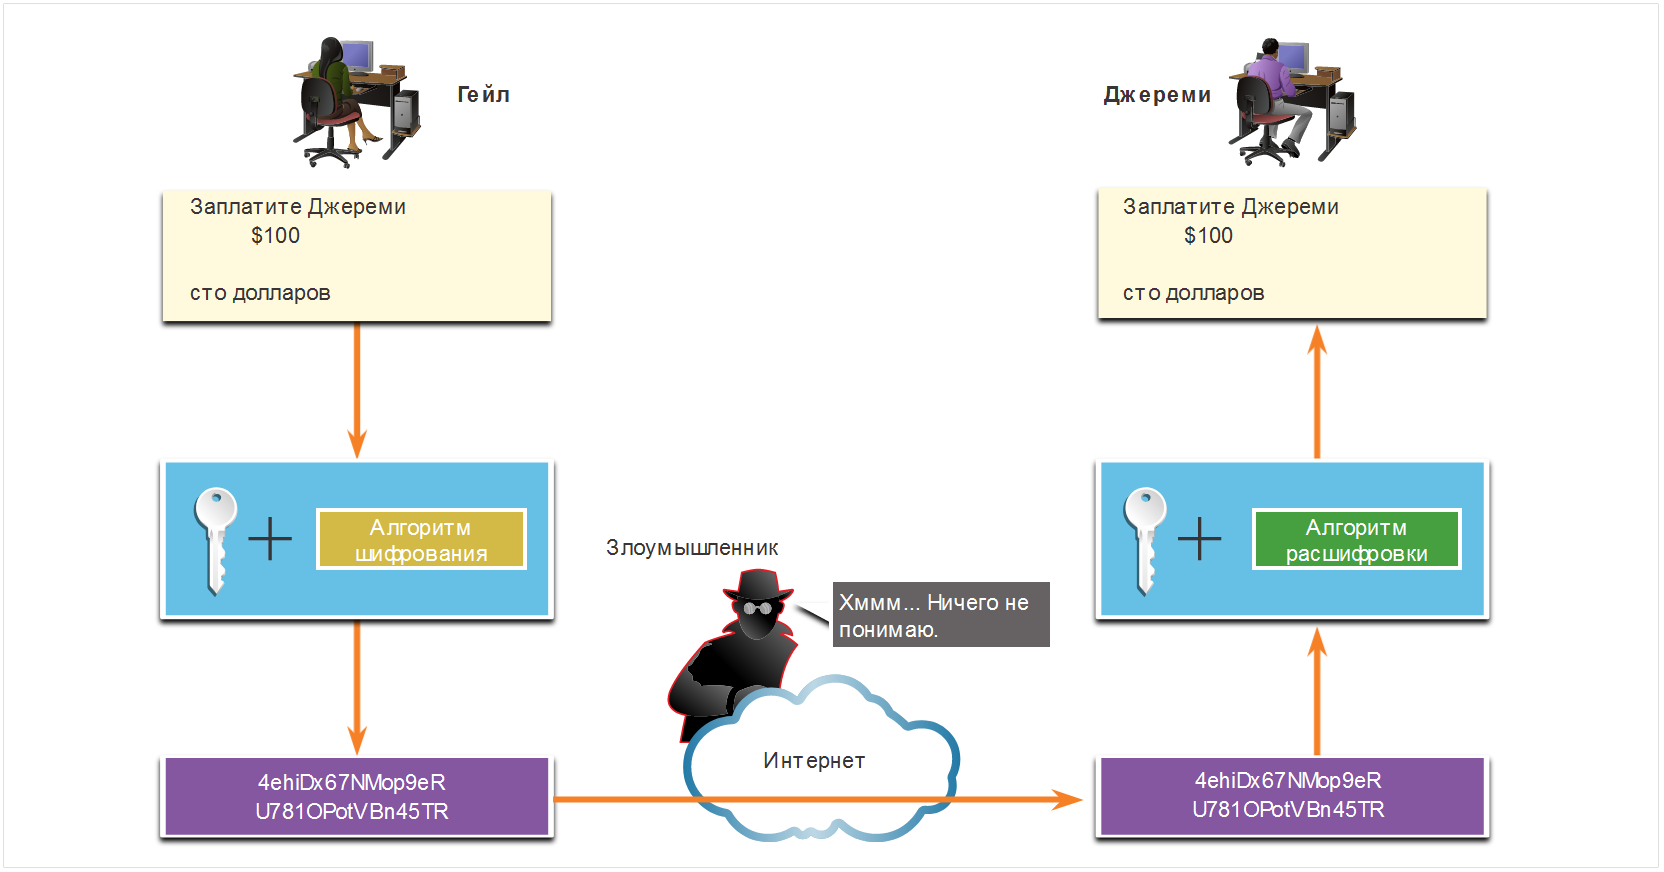 Гейл
Джереми
Заплатите Джереми
$100
сто долларов
Заплатите Джереми
$100
сто долларов
Алгоритм
шифрования
Алгоритм
расшифровки
Злоумышленник
Хммм... Ничего не
понимаю.
Интернет
4ehiDx67NMop9eR
U781OPotVBn45TR
4ehiDx67NMop9eR
U781OPotVBn45TR